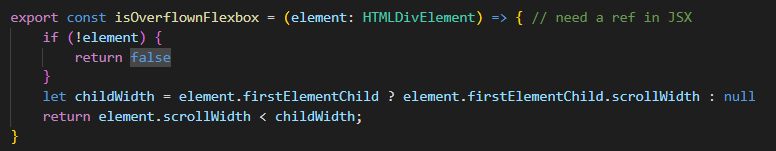 export const isOverflownFlexbox = (element: HTMLDivElement) => { // need a ref in JSX
    if (!element) {
        return false
    }
    let childWidth = element.firstElementChild ? element.firstElementChild.scrollWidth : null
    return element.scrollWidth < childWidth;
}